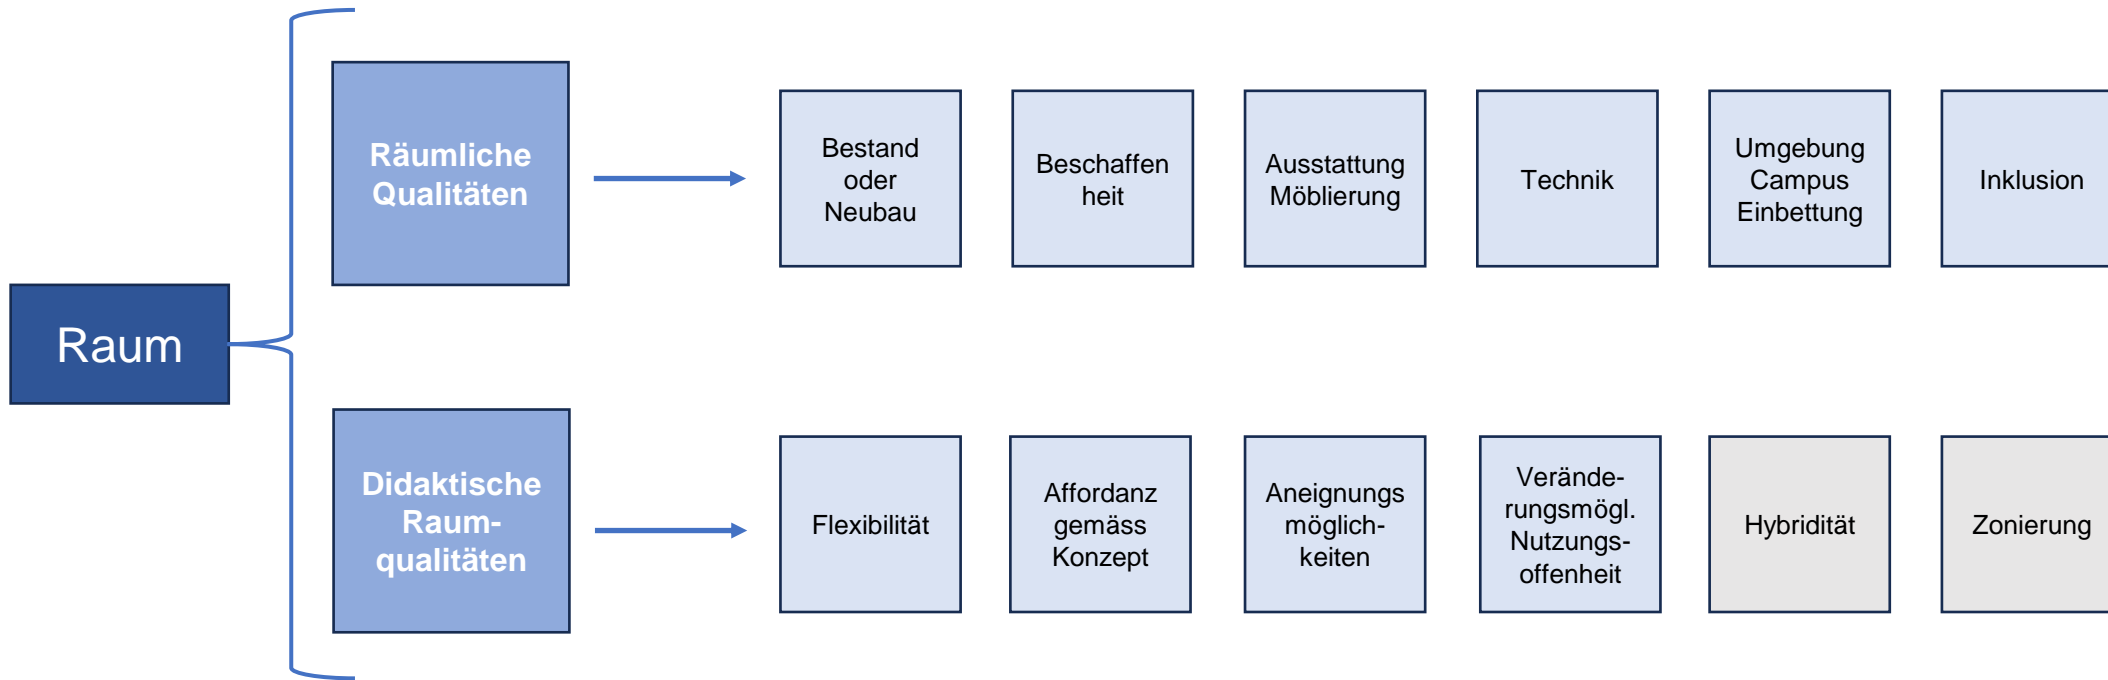 Raum
Räumliche
Qualitäten
Bestand
oder
Neubau
Beschaffen
heit
Ausstattung
Möblierung
Technik
Umgebung
Campus
Einbettung
Inklusion
Didaktische
Raum-
qualitäten
Flexibilität
Affordanz
gemäss
Konzept
Aneignungs
möglich-
keiten
Verände-
rungsmögl.
Nutzungs-
offenheit
Hybridität
Zonierung